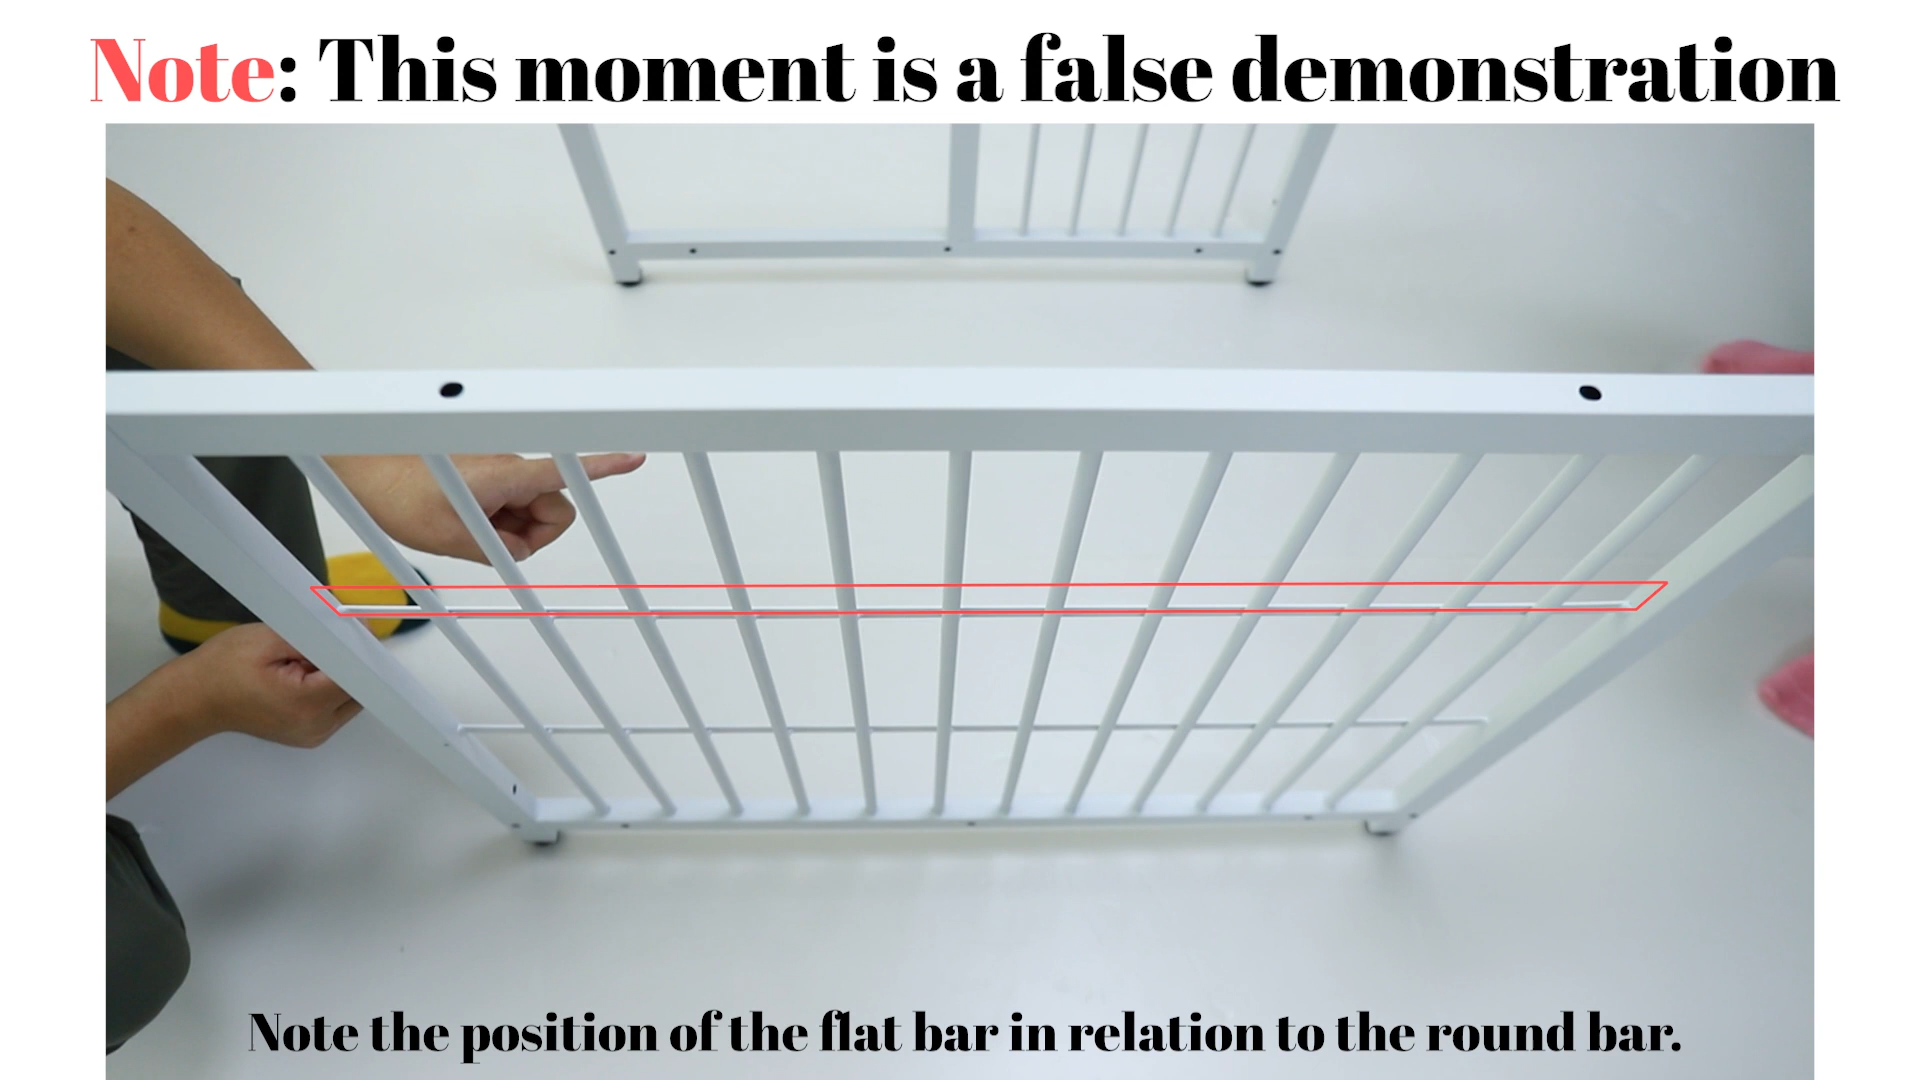 Note: This moment is a false demonstration
Note the position of the flat bar in relation to the round bar.